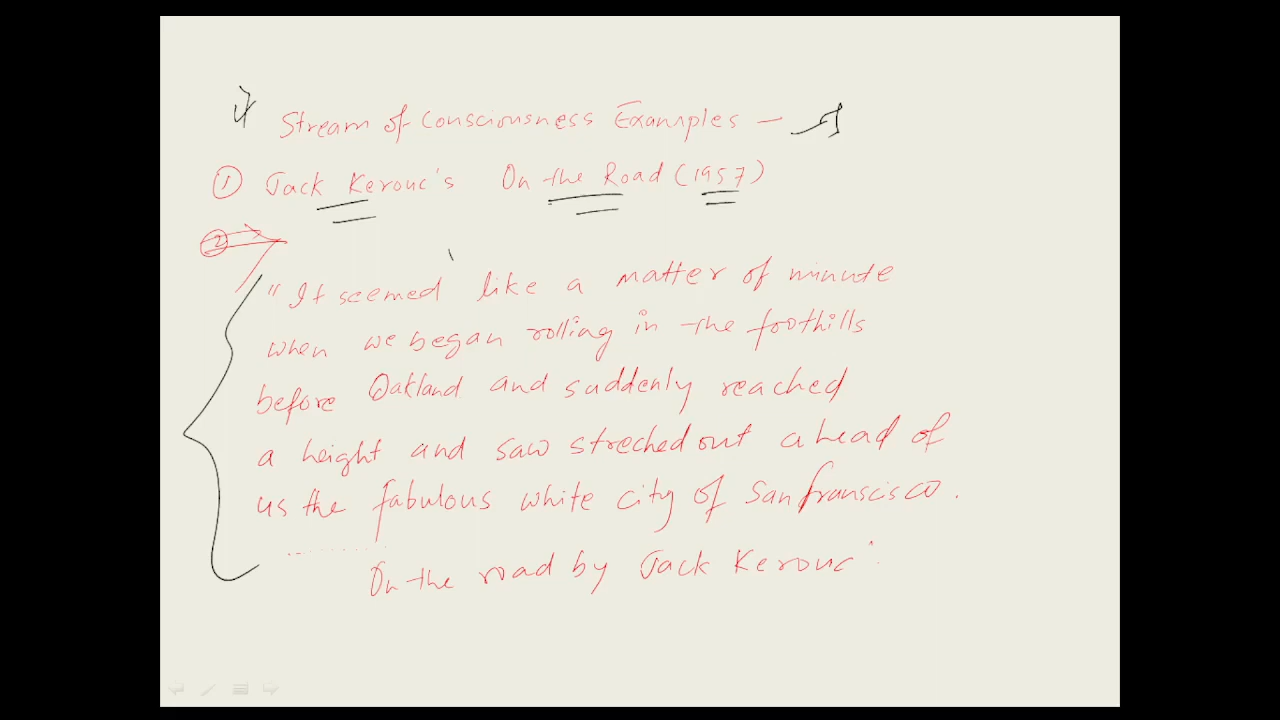 Stream of Consciousness Examples -
① Jack Kerouc's On the Road (1957)
②
"It seemed like a matter of minute
when we began rolling in the foothills
before Oakland and suddenly reached
a height and saw streched out ahead of
us the fabulous white city of San Franscisco.
On the road by Jack Kerouc